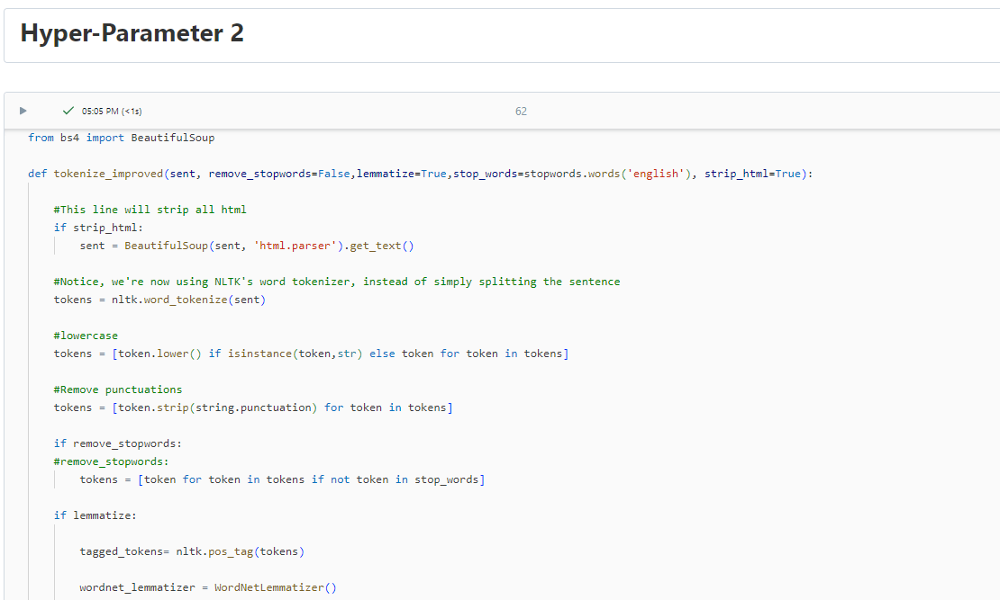 Hyper-Parameter 2
05:05 PM (<1s)
62
from bs4 import BeautifulSoup
def tokenize_improved(sent, remove_stopwords=False,lemmatize=True,stop_words=stopwords.words('english'), strip_html=True):
#This line will strip all html
if strip_html:
sent = BeautifulSoup(sent, 'html.parser').get_text()
#Notice, we're now using NLTK's word tokenizer, instead of simply splitting the sentence
tokens = nltk.word_tokenize(sent)
#lowercase
tokens = [token.lower() if isinstance(token,str) else token for token in tokens]
#Remove punctuations
tokens = [token.strip(string.punctuation) for token in tokens]
if remove_stopwords:
#remove_stopwords:
tokens = [token for token in tokens if not token in stop_words]
if lemmatize:
tagged_tokens= nltk.pos_tag(tokens)
wordnet_lemmatizer = WordNetLemmatizer()